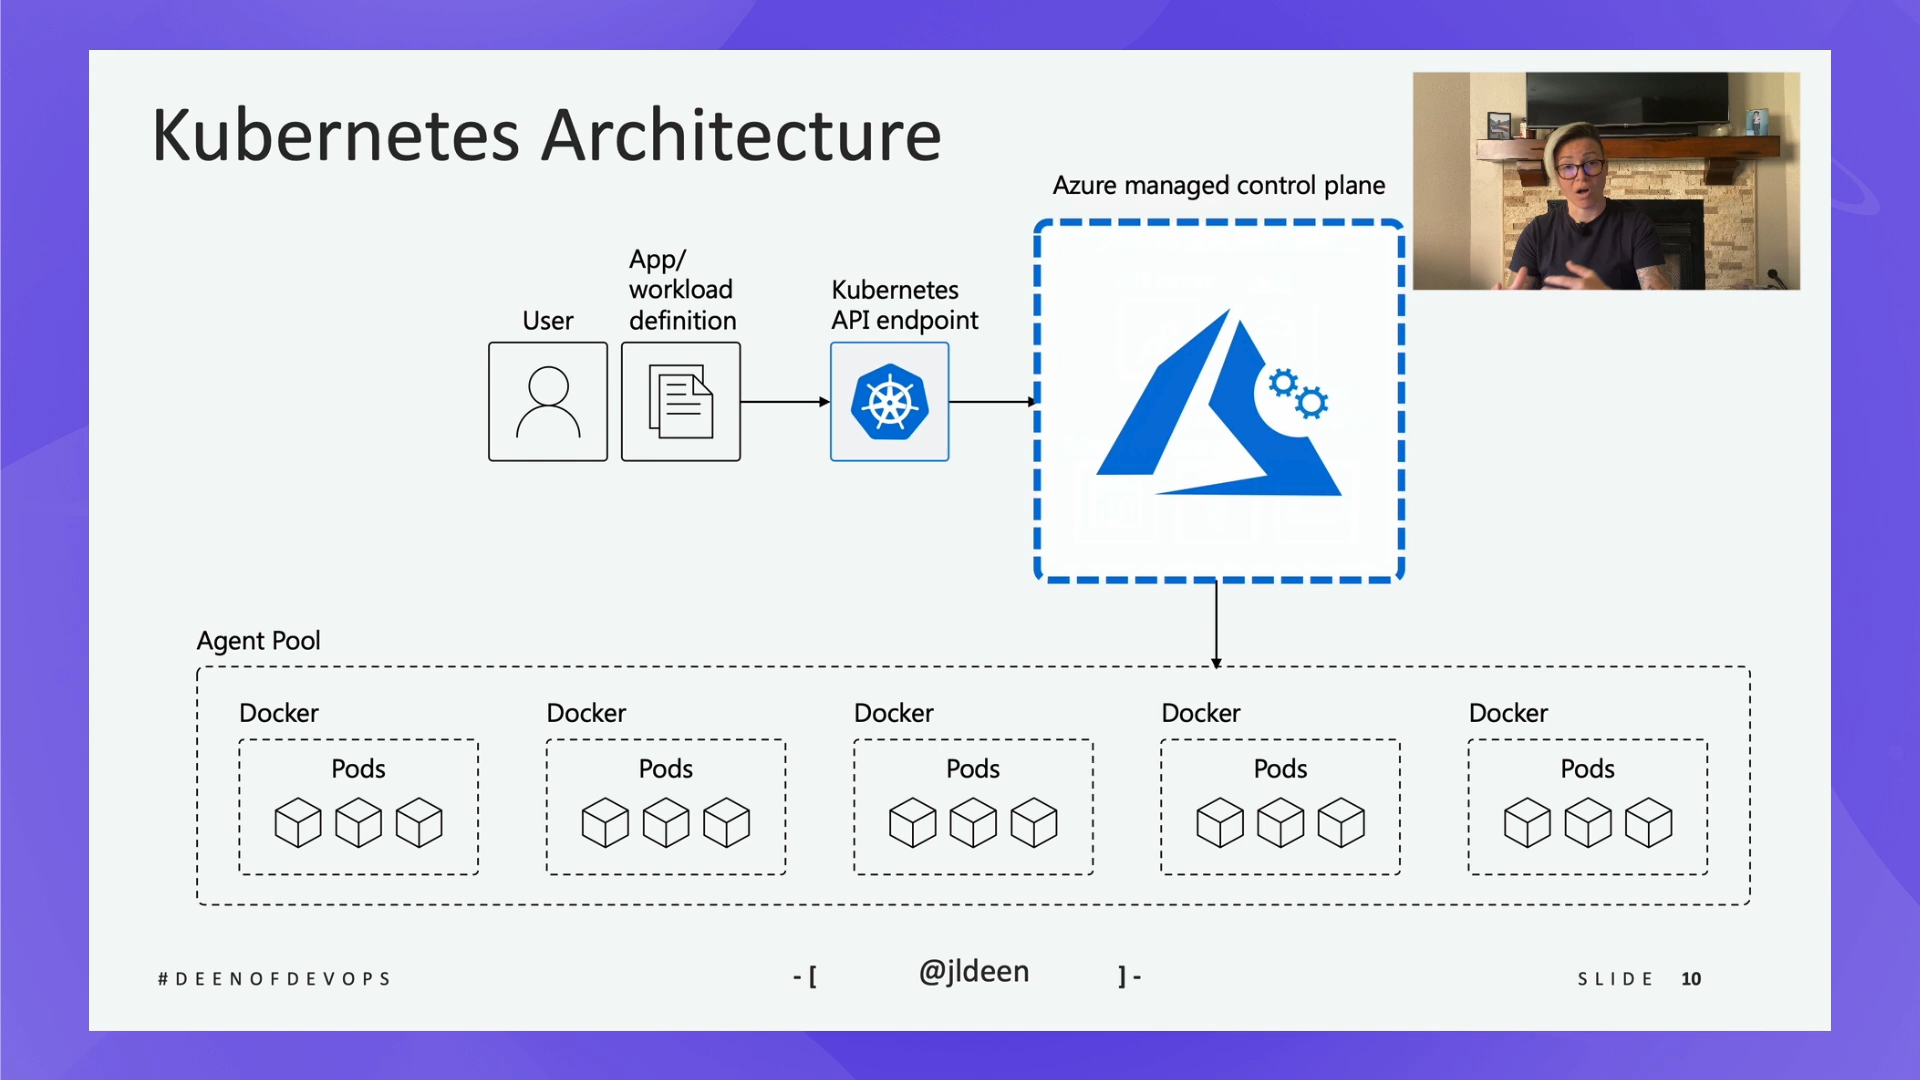 Kubernetes Architecture
Azure managed control plane
User
App/
workload
definition
Kubernetes
API endpoint
Agent Pool
Docker
Docker
Docker
Docker
Docker
Pods
Pods
Pods
Pods
Pods
#DEENOFDEVOPS
-[ @jldeen ]-
SLIDE 10